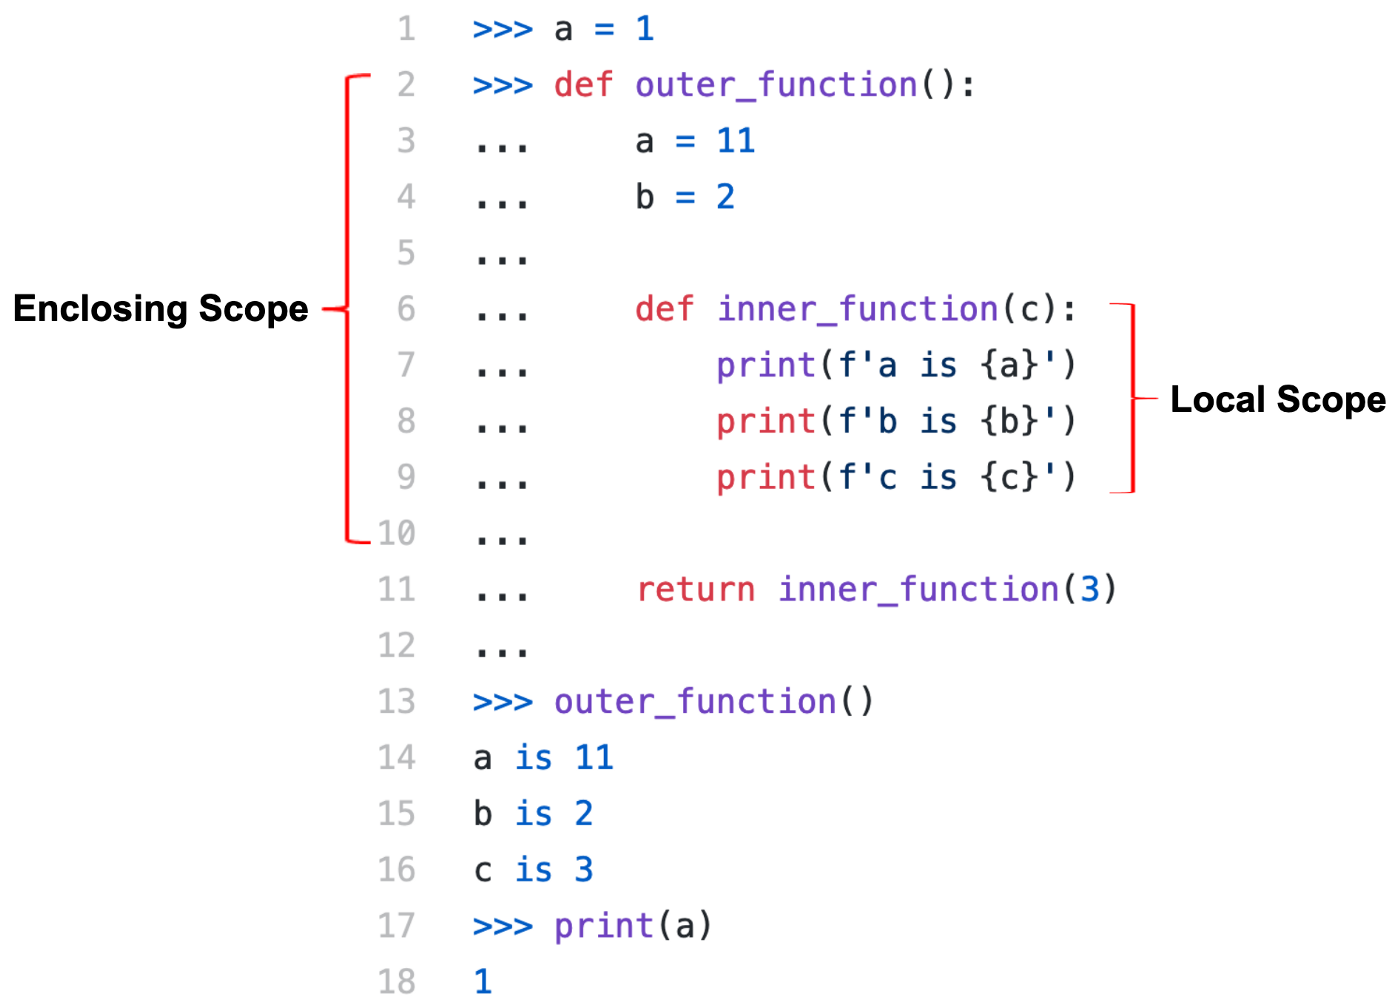 1 >>> a = 1
2 >>> def outer_function():
3 ...     a = 11
4 ...     b = 2
5 ...
Enclosing Scope
6 ...     def inner_function(c):
7 ...         print(f'a is {a}')
Local Scope
8 ...         print(f'b is {b}')
9 ...         print(f'c is {c}')
10 ...
11 ...     return inner_function(3)
12 ...
13 >>> outer_function()
14 a is 11
15 b is 2
16 c is 3
17 >>> print(a)
18 1